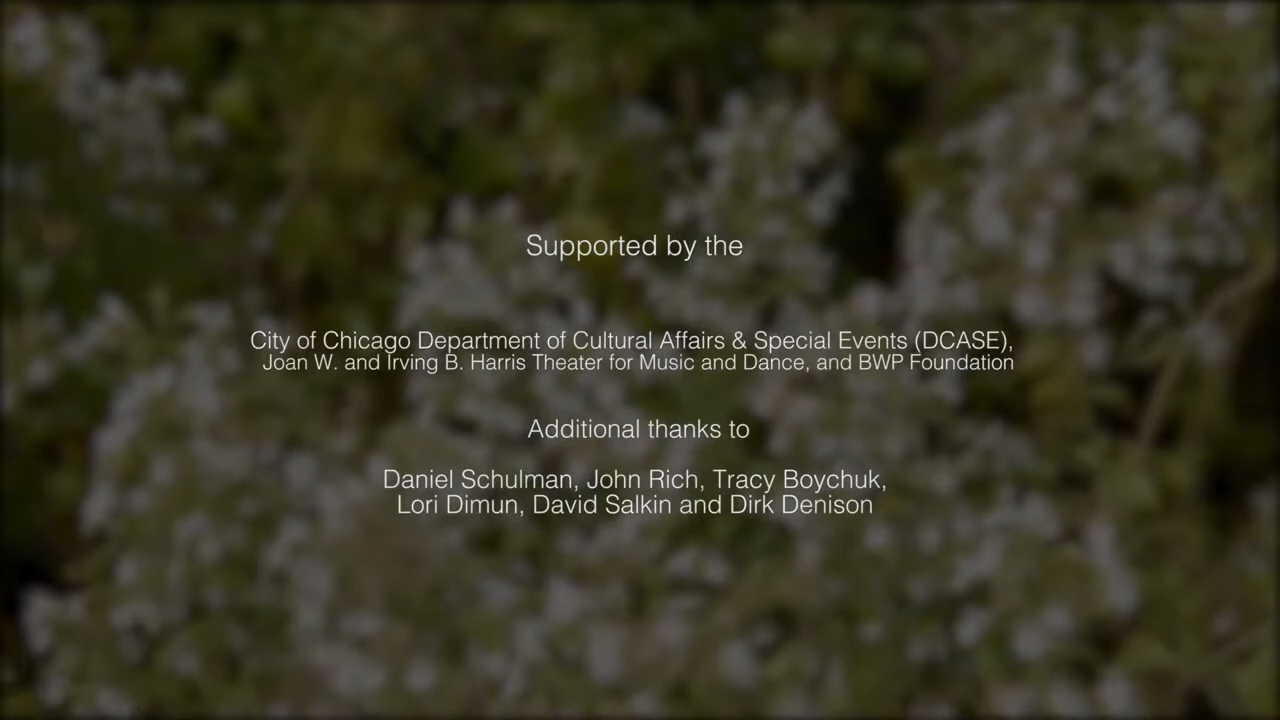 Supported by the
City of Chicago Department of Cultural Affairs & Special Events (DCASE),
Joan W. and Irving B. Harris Theater for Music and Dance, and BWP Foundation
Additional thanks to
Daniel Schulman, John Rich, Tracy Boychuk,
Lori Dimun, David Salkin and Dirk Denison